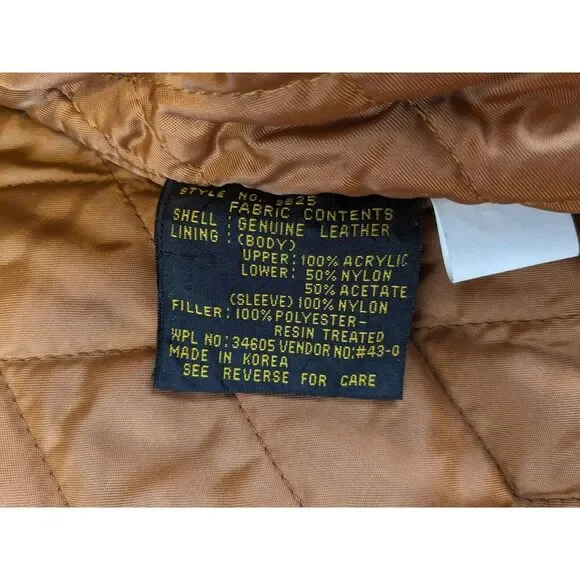 STYLE NO. 9825
FABRIC CONTENTS
SHELL : GENUINE LEATHER
LINING : (BODY)
UPPER: 100% ACRYLIC
LOWER: 50% NYLON
50% ACETATE
(SLEEVE) 100% NYLON
FILLER: 100% POLYESTER-
RESIN TREATED
WPL NO: 34605 VENDOR NO: #43-0
MADE IN KOREA
SEE REVERSE FOR CARE